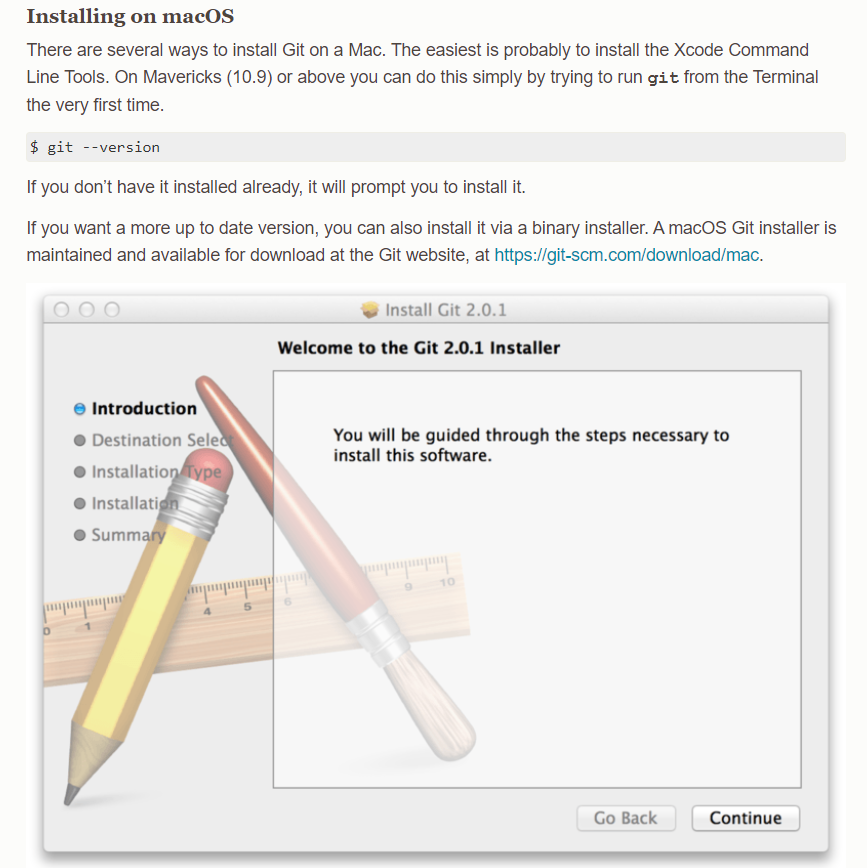 Installing on macOS
There are several ways to install Git on a Mac. The easiest is probably to install the Xcode Command
Line Tools. On Mavericks (10.9) or above you can do this simply by trying to run git from the Terminal
the very first time.
$ git --version
If you don’t have it installed already, it will prompt you to install it.
If you want a more up to date version, you can also install it via a binary installer. A macOS Git installer is
maintained and available for download at the Git website, at https://git-scm.com/download/mac.
Install Git 2.0.1
Welcome to the Git 2.0.1 Installer
Introduction
Destination Select
Installation Type
Installation
Summary
You will be guided through the steps necessary to
install this software.
0 1 4 5 6 9 10
Go Back Continue